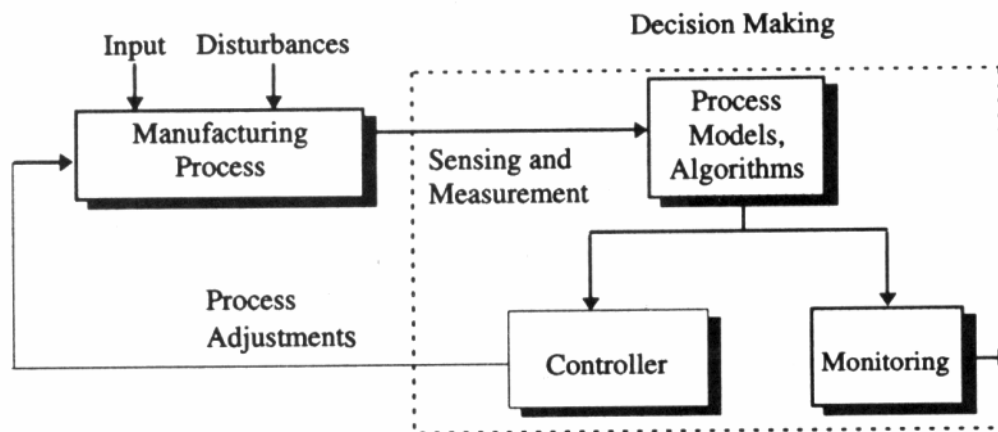 Decision Making
Input Disturbances
Manufacturing
Process
Process
Models,
Algorithms
Sensing and
Measurement
Process
Adjustments
Controller
Monitoring